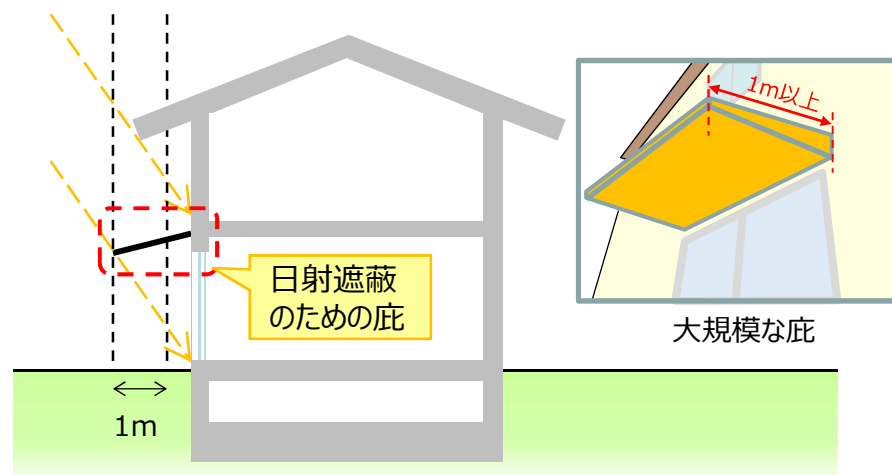 1m以上
日射遮蔽
のための庇
大規模な庇
1m